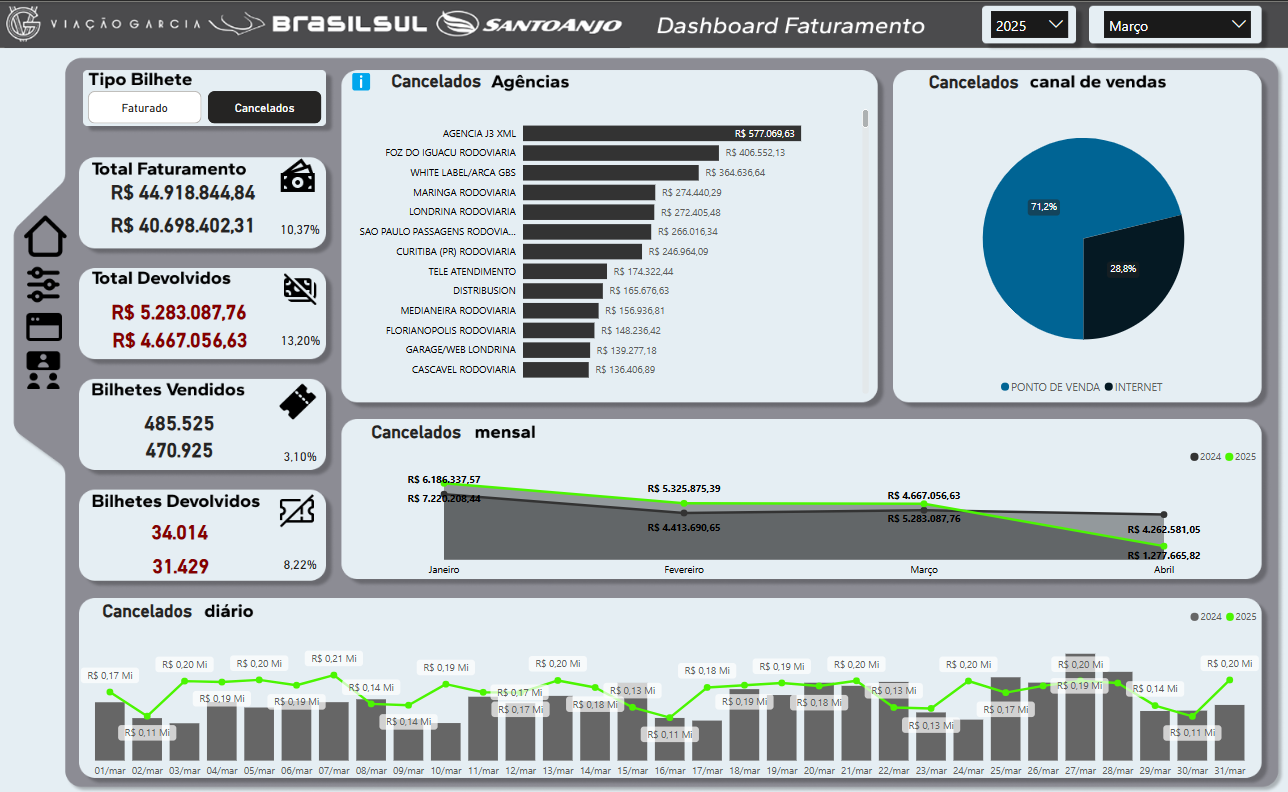 VIAÇÃO GARCIA BRASILSUL SANTOANJO Dashboard Faturamento 2025 Março
Tipo Bilhete
Faturado Cancelados
Total Faturamento
R$ 44.918.844,84
R$ 40.698.402,31
10,37%
Total Devolvidos
R$ 5.283.087,76
R$ 4.667.056,63
13,20%
Bilhetes Vendidos
485.525
470.925
3,10%
Bilhetes Devolvidos
34.014
31.429
8,22%
i Cancelados Agências
AGENCIA J3 XML R$ 577.069,63
FOZ DO IGUACU RODOVIARIA R$ 406.552,13
WHITE LABEL/ARCA GBS R$ 364.636,64
MARINGA RODOVIARIA R$ 274.440,29
LONDRINA RODOVIARIA R$ 272.405,48
SAO PAULO PASSAGENS RODOVIA... R$ 266.016,34
CURITIBA (PR) RODOVIARIA R$ 246.964,09
TELE ATENDIMENTO R$ 174.322,44
DISTRIBUSION R$ 165.676,63
MEDIANEIRA RODOVIARIA R$ 156.936,81
FLORIANOPOLIS RODOVIARIA R$ 148.236,42
GARAGE/WEB LONDRINA R$ 139.277,18
CASCAVEL RODOVIARIA R$ 136.406,89
Cancelados canal de vendas
71,2%
28,8%
PONTO DE VENDA INTERNET
Cancelados mensal
2024 2025
R$ 6.186.337,57
R$ 7.220.208,44
R$ 5.325.875,39
R$ 4.413.690,65
R$ 4.667.056,63
R$ 5.283.087,76
R$ 4.262.581,05
R$ 1.277.665,82
Janeiro Fevereiro Março Abril
Cancelados diário
2024 2025
R$ 0,17 Mi
R$ 0,11 Mi
R$ 0,20 Mi
R$ 0,19 Mi
R$ 0,20 Mi
R$ 0,19 Mi
R$ 0,21 Mi
R$ 0,14 Mi
R$ 0,14 Mi
R$ 0,19 Mi
R$ 0,17 Mi
R$ 0,17 Mi
R$ 0,20 Mi
R$ 0,18 Mi
R$ 0,13 Mi
R$ 0,11 Mi
R$ 0,18 Mi
R$ 0,19 Mi
R$ 0,19 Mi
R$ 0,18 Mi
R$ 0,20 Mi
R$ 0,13 Mi
R$ 0,13 Mi
R$ 0,20 Mi
R$ 0,17 Mi
R$ 0,20 Mi
R$ 0,19 Mi
R$ 0,14 Mi
R$ 0,11 Mi
R$ 0,20 Mi
01/mar 02/mar 03/mar 04/mar 05/mar 06/mar 07/mar 08/mar 09/mar 10/mar 11/mar 12/mar 13/mar 14/mar 15/mar 16/mar 17/mar 18/mar 19/mar 20/mar 21/mar 22/mar 23/mar 24/mar 25/mar 26/mar 27/mar 28/mar 29/mar 30/mar 31/mar